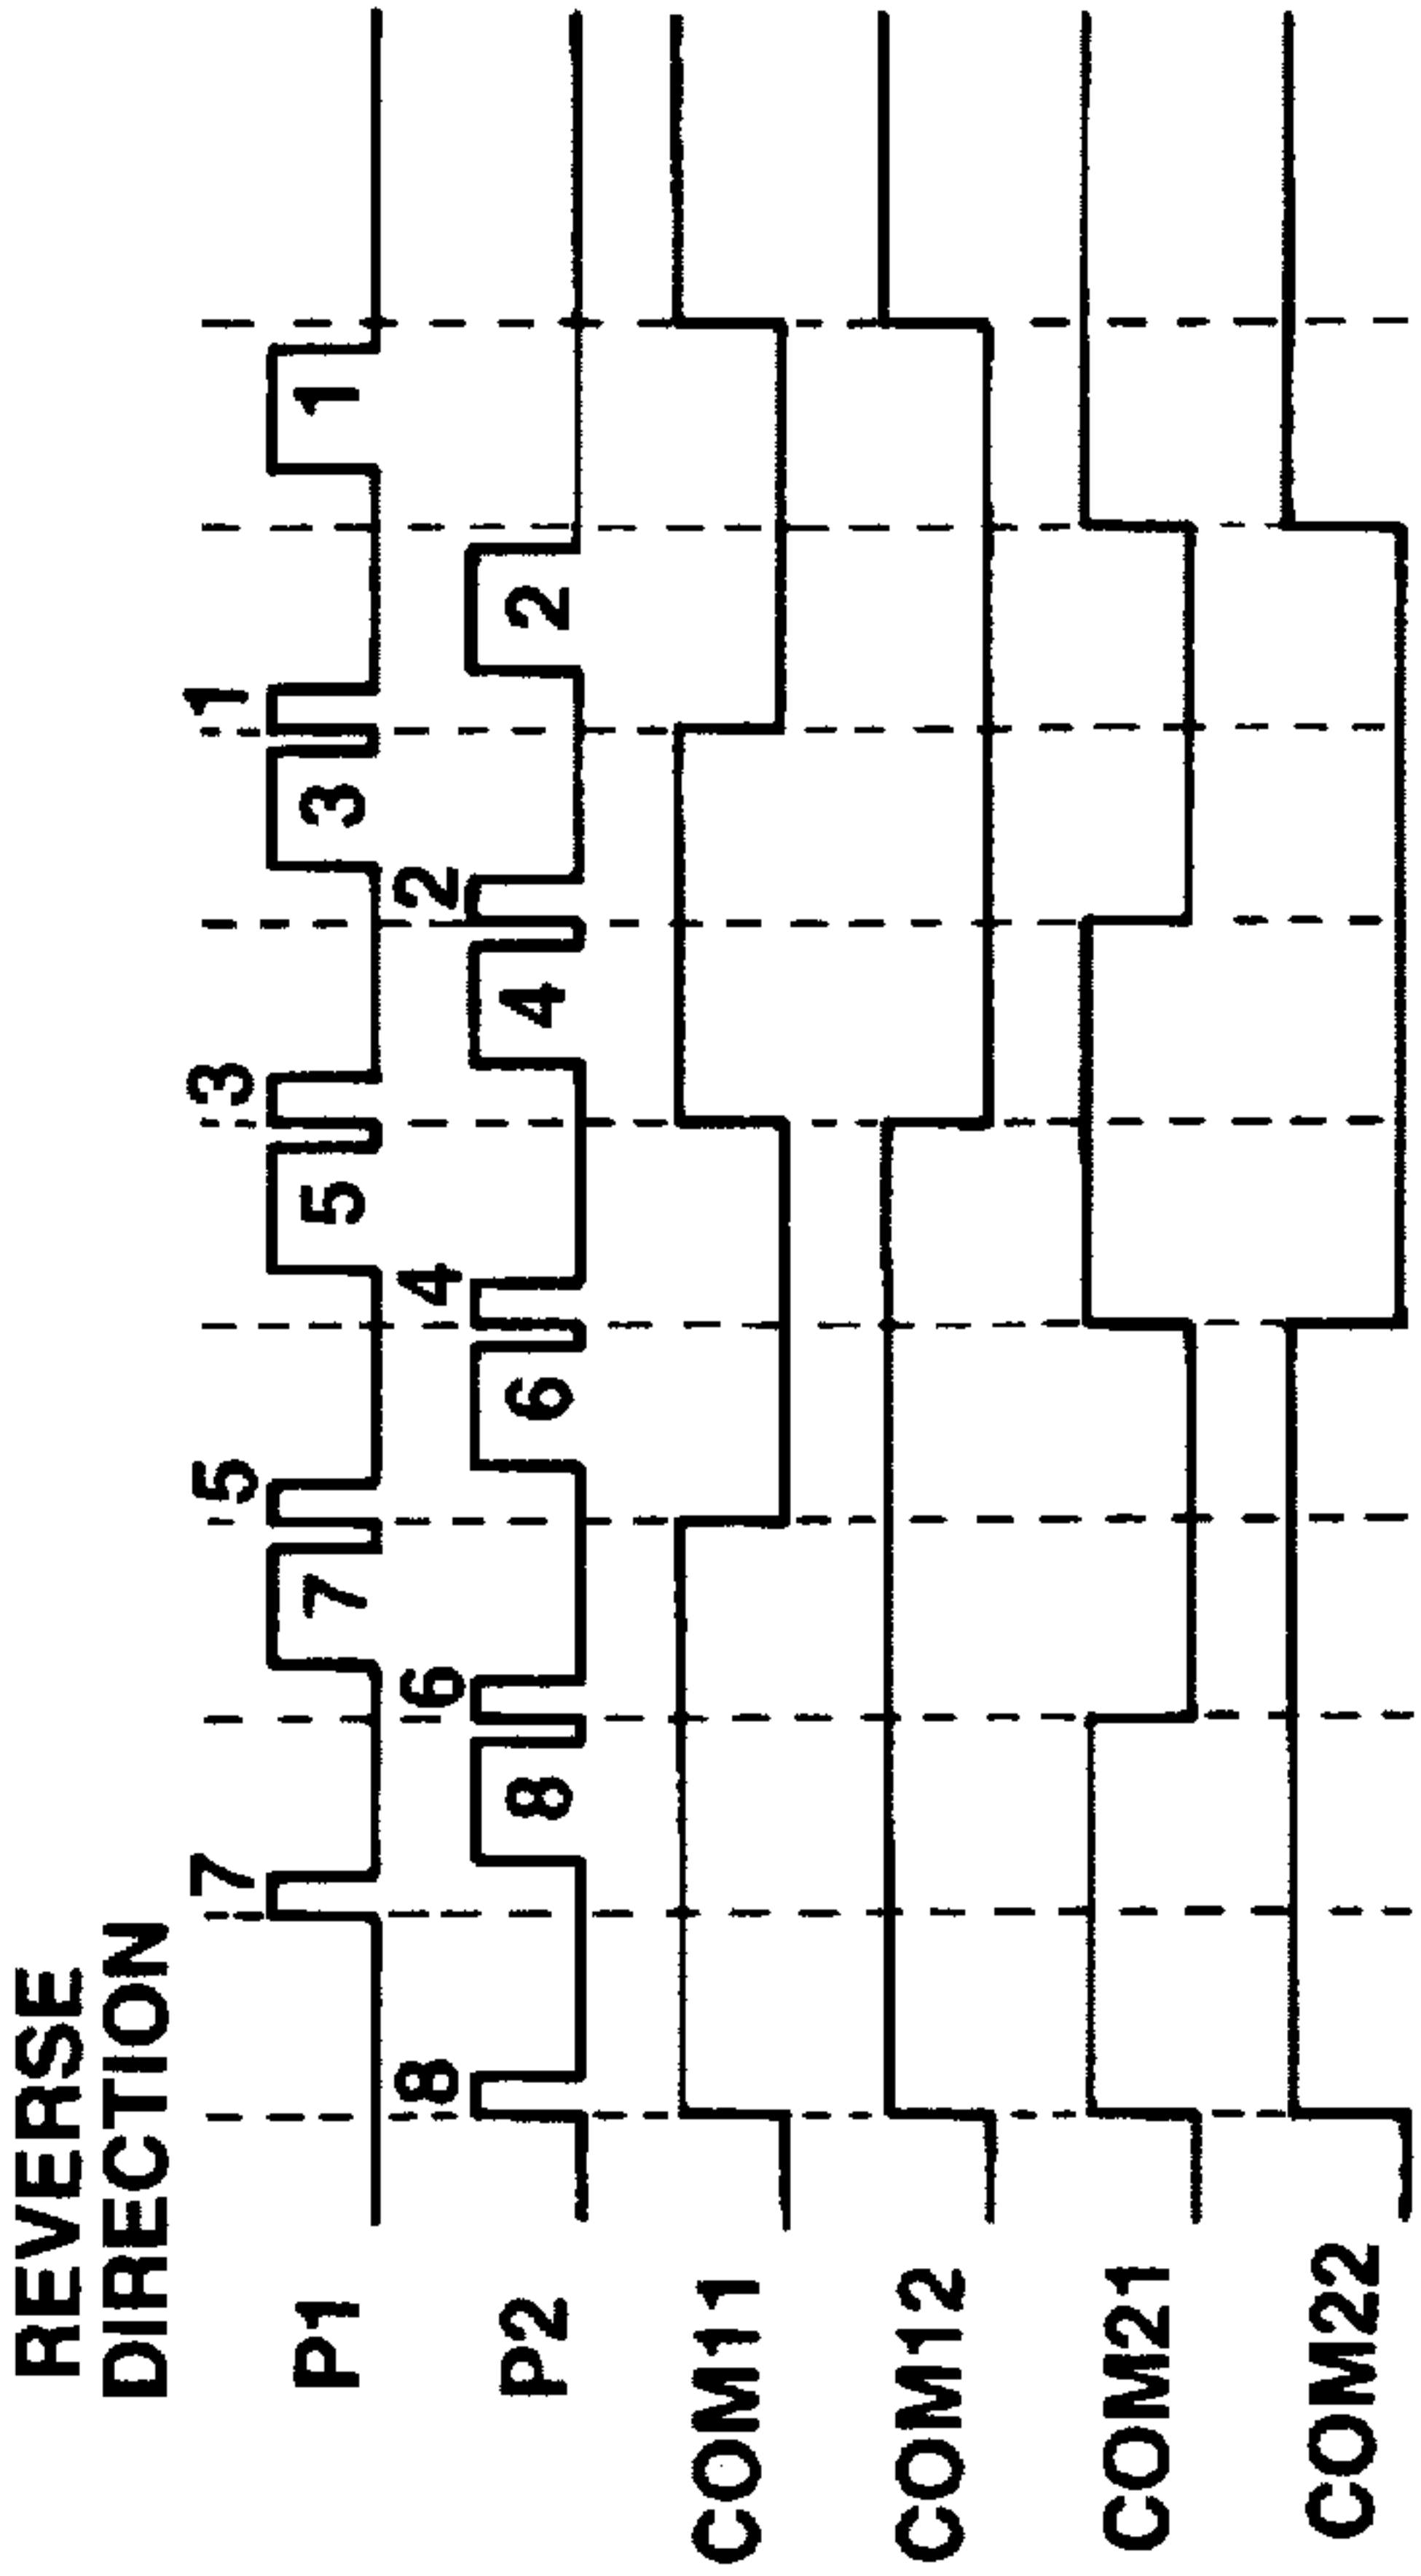 REVERSE
DIRECTION
7 5 3 1
P1 7 5 3 1
8 6 4 2
P2 8 6 4 2
COM11
COM12
COM21
COM22